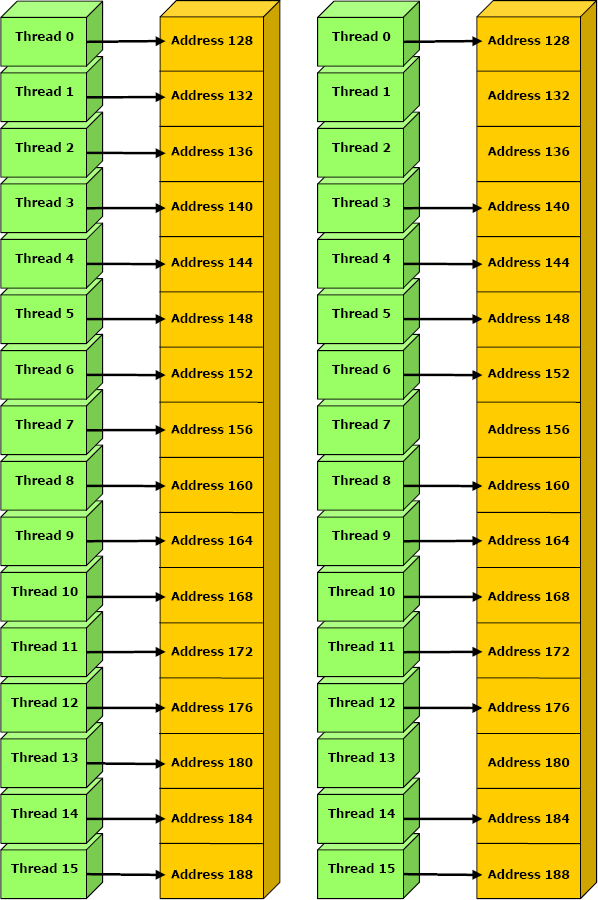 Thread 0 Address 128 Thread 0 Address 128
Thread 1 Address 132 Thread 1 Address 132
Thread 2 Address 136 Thread 2 Address 136
Thread 3 Address 140 Thread 3 Address 140
Thread 4 Address 144 Thread 4 Address 144
Thread 5 Address 148 Thread 5 Address 148
Thread 6 Address 152 Thread 6 Address 152
Thread 7 Address 156 Thread 7 Address 156
Thread 8 Address 160 Thread 8 Address 160
Thread 9 Address 164 Thread 9 Address 164
Thread 10 Address 168 Thread 10 Address 168
Thread 11 Address 172 Thread 11 Address 172
Thread 12 Address 176 Thread 12 Address 176
Thread 13 Address 180 Thread 13 Address 180
Thread 14 Address 184 Thread 14 Address 184
Thread 15 Address 188 Thread 15 Address 188